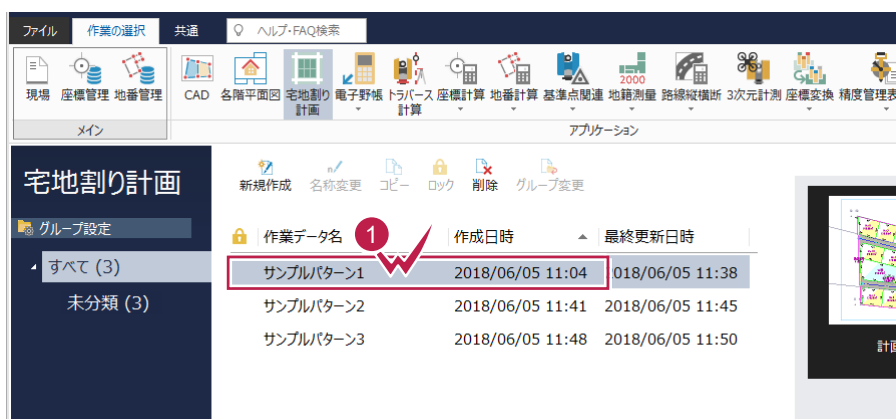 ファイル 作業の選択 共通 ヘルプ・FAQ検索
現場 座標管理 地番管理 CAD 各階平面図 宅地割り計画 電子野帳 トラバース計算 座標計算 地番計算 基準点関連 地籍測量 路線縦横断 3次元計測 座標変換 精度管理表
2000
メイン アプリケーション
宅地割り計画
新規作成 名称変更 コピー ロック 削除 グループ変更
グループ設定
作業データ名 1 作成日時 最終更新日時
すべて (3)
サンプルパターン1 2018/06/05 11:04 2018/06/05 11:38
未分類 (3)
サンプルパターン2 2018/06/05 11:41 2018/06/05 11:45
サンプルパターン3 2018/06/05 11:48 2018/06/05 11:50